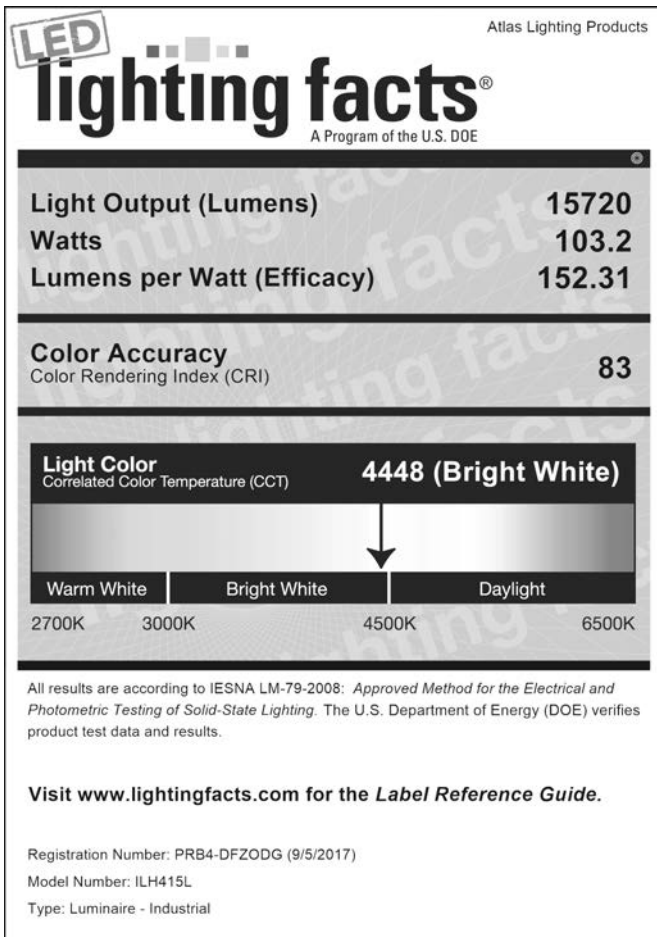 Atlas Lighting Products
LED
lighting facts®
A Program of the U.S. DOE
Light Output (Lumens) 15720
Watts 103.2
Lumens per Watt (Efficacy) 152.31
Color Accuracy
Color Rendering Index (CRI) 83
Light Color
Correlated Color Temperature (CCT) 4448 (Bright White)
Warm White Bright White Daylight
2700K 3000K 4500K 6500K
All results are according to IESNA LM-79-2008: Approved Method for the Electrical and
Photometric Testing of Solid-State Lighting. The U.S. Department of Energy (DOE) verifies
product test data and results.
Visit www.lightingfacts.com for the Label Reference Guide.
Registration Number: PRB4-DFZODG (9/5/2017)
Model Number: ILH415L
Type: Luminaire - Industrial